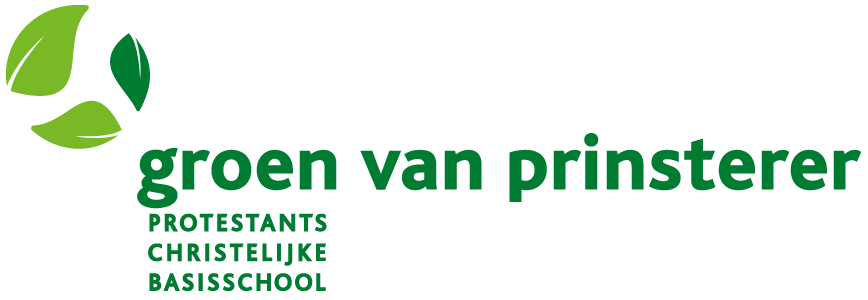 groen van prinsterer
PROTESTANTS
CHRISTELIJKE
BASISSCHOOL